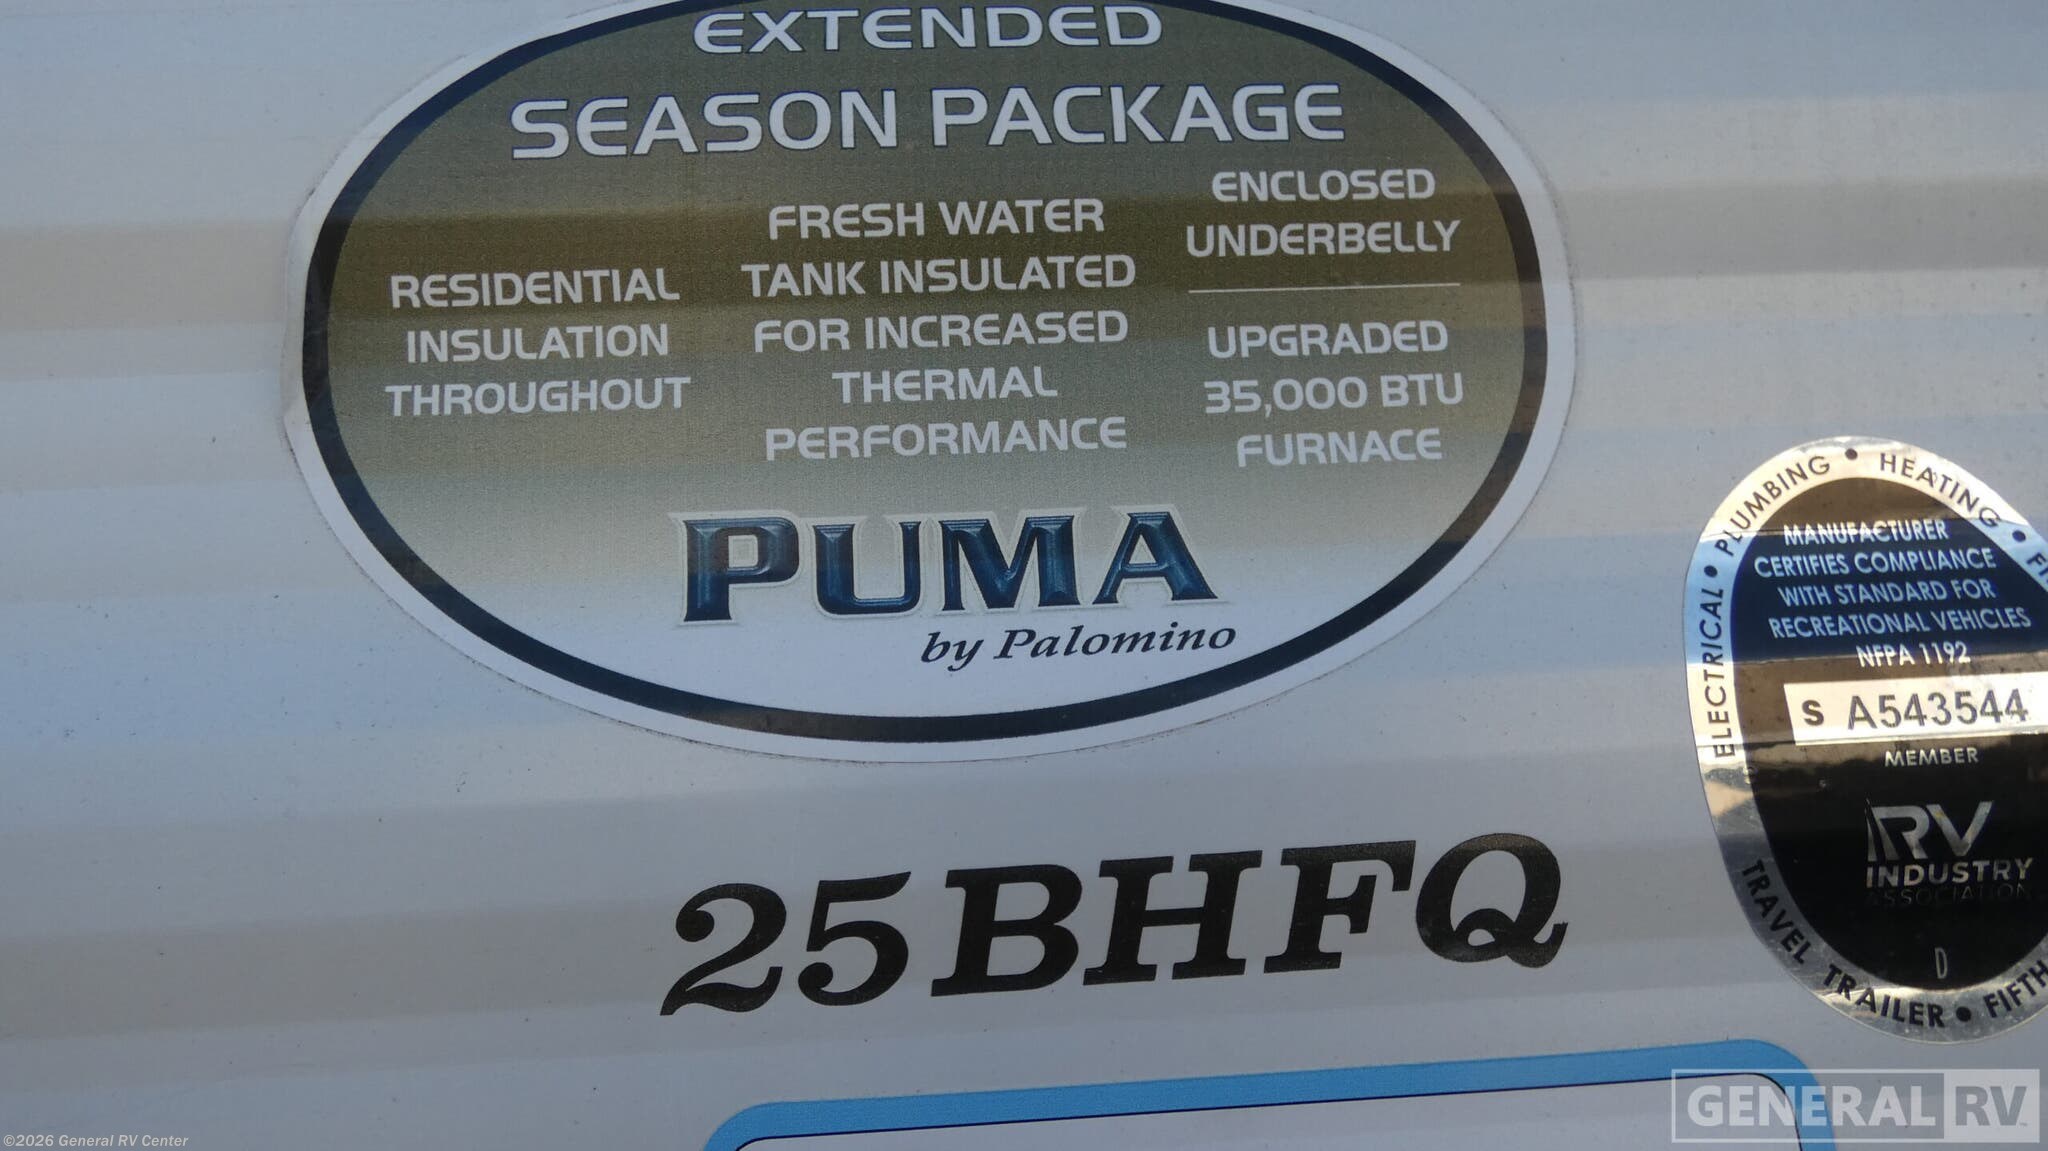 EXTENDED
SEASON PACKAGE
RESIDENTIAL
INSULATION
THROUGHOUT
FRESH WATER
TANK INSULATED
FOR INCREASED
THERMAL
PERFORMANCE
ENCLOSED
UNDERBELLY
UPGRADED
35,000 BTU
FURNACE
PUMA
by Palomino
25BHFQ
ELECTRICAL • PLUMBING • HEATING •
MANUFACTURER
CERTIFIES COMPLIANCE
WITH STANDARD FOR
RECREATIONAL VEHICLES
NFPA 1192
S A543544
MEMBER
RV
INDUSTRY
ASSOCIATION
D
TRAVEL TRAILER • FIFTH
GENERAL RV
©2026 General RV Center